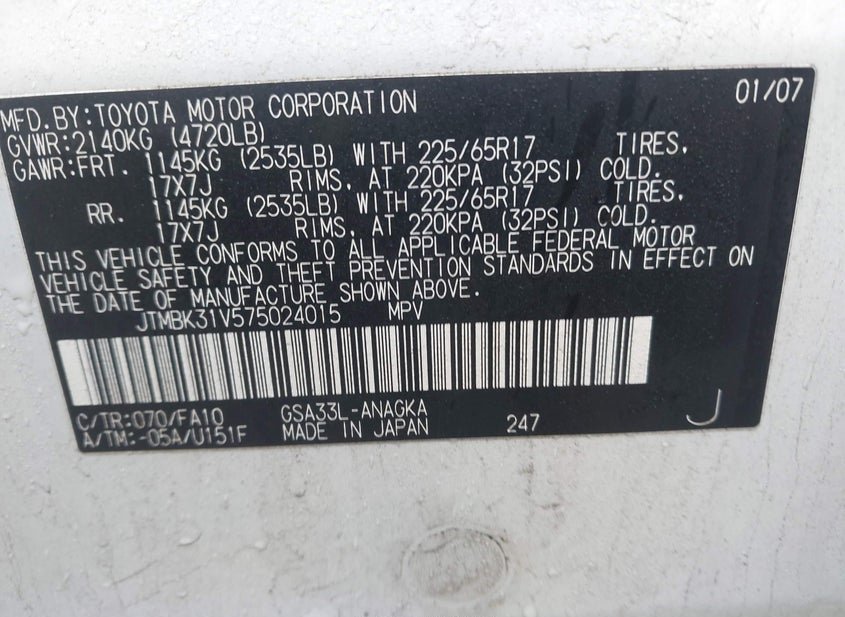 MFD.BY:TOYOTA MOTOR CORPORATION 01/07
GVWR:2140KG (4720LB)
GAWR:FRT. 1145KG (2535LB) WITH 225/65R17 TIRES,
17X7J RIMS, AT 220KPA (32PSI) COLD.
RR. 1145KG (2535LB) WITH 225/65R17 TIRES,
17X7J RIMS, AT 220KPA (32PSI) COLD.
THIS VEHICLE CONFORMS TO ALL APPLICABLE FEDERAL MOTOR
VEHICLE SAFETY AND THEFT PREVENTION STANDARDS IN EFFECT ON
THE DATE OF MANUFACTURE SHOWN ABOVE.
JTMBK31V575024015 MPV
C/TR:070/FA10 GSA33L-ANAGKA
A/TM:-05A/U151F MADE IN JAPAN 247 J